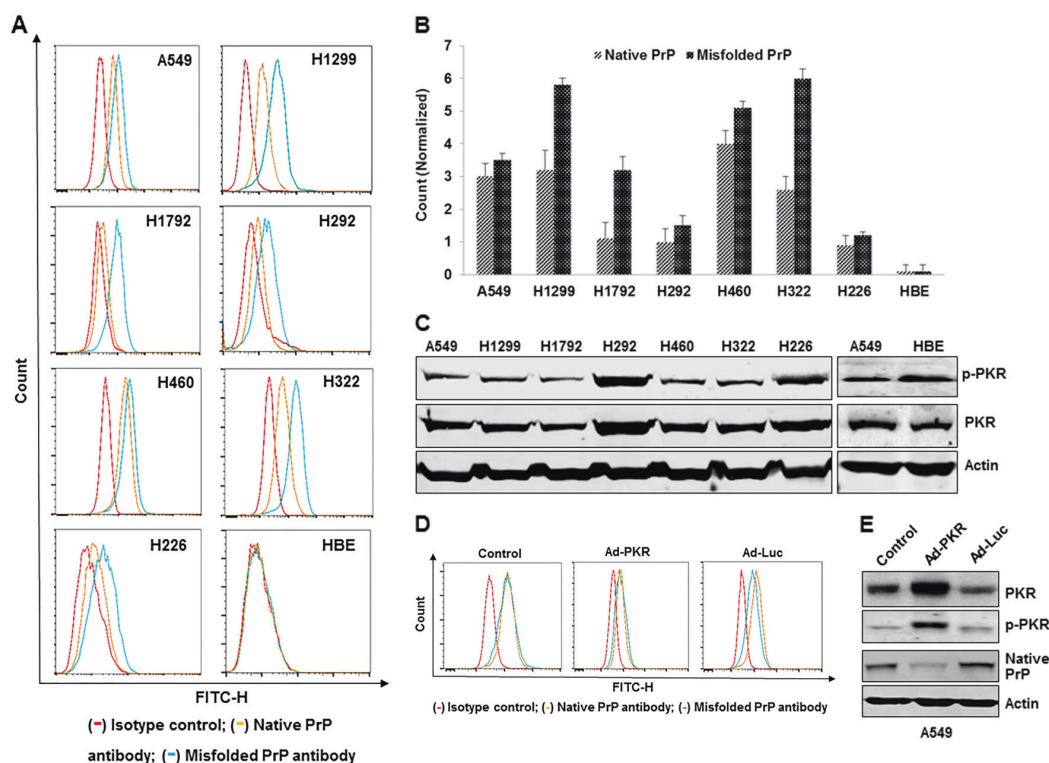 A
A549
H1299
H1792
H292
H460
H322
H226
HBE
Count
FITC-H
(-) Isotype control; (-) Native PrP
antibody; (-) Misfolded PrP antibody
B
Native PrP Misfolded PrP
Count (Normalized)
7
6
5
4
3
2
1
0
A549 H1299 H1792 H292 H460 H322 H226 HBE
C
A549 H1299 H1792 H292 H460 H322 H226 A549 HBE
p-PKR
PKR
Actin
D
Control Ad-PKR Ad-Luc
Count
FITC-H
(-) Isotype control; (-) Native PrP antibody; (-) Misfolded PrP antibody
E
Control Ad-PKR Ad-Luc
PKR
p-PKR
Native
PrP
Actin
A549